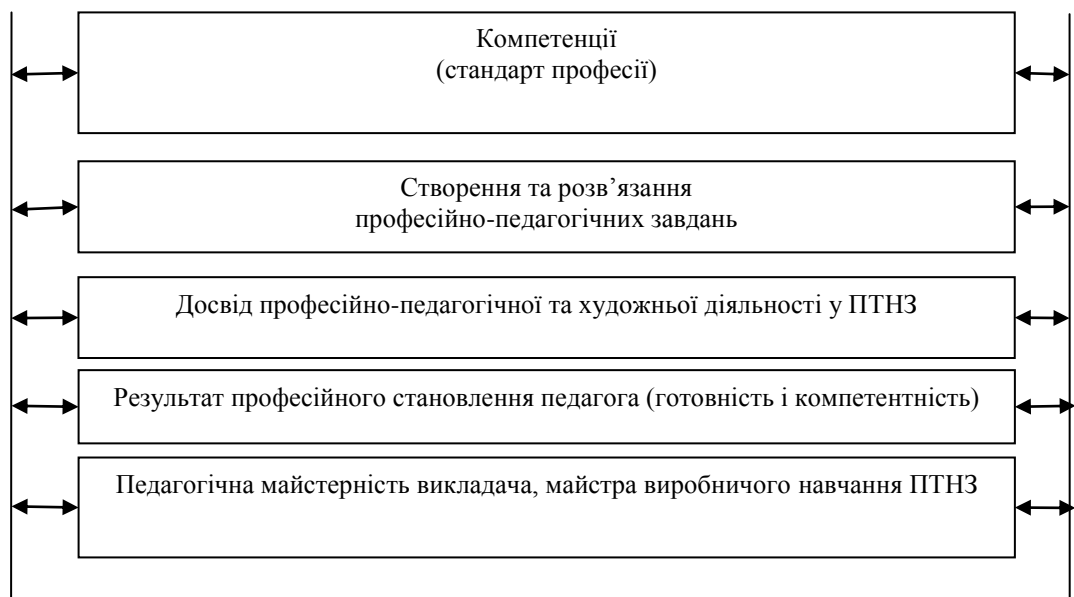 Компетенції
(стандарт професії)
Створення та розв’язання
професійно-педагогічних завдань
Досвід професійно-педагогічної та художньої діяльності у ПТНЗ
Результат професійного становлення педагога (готовність і компетентність)
Педагогічна майстерність викладача, майстра виробничого навчання ПТНЗ